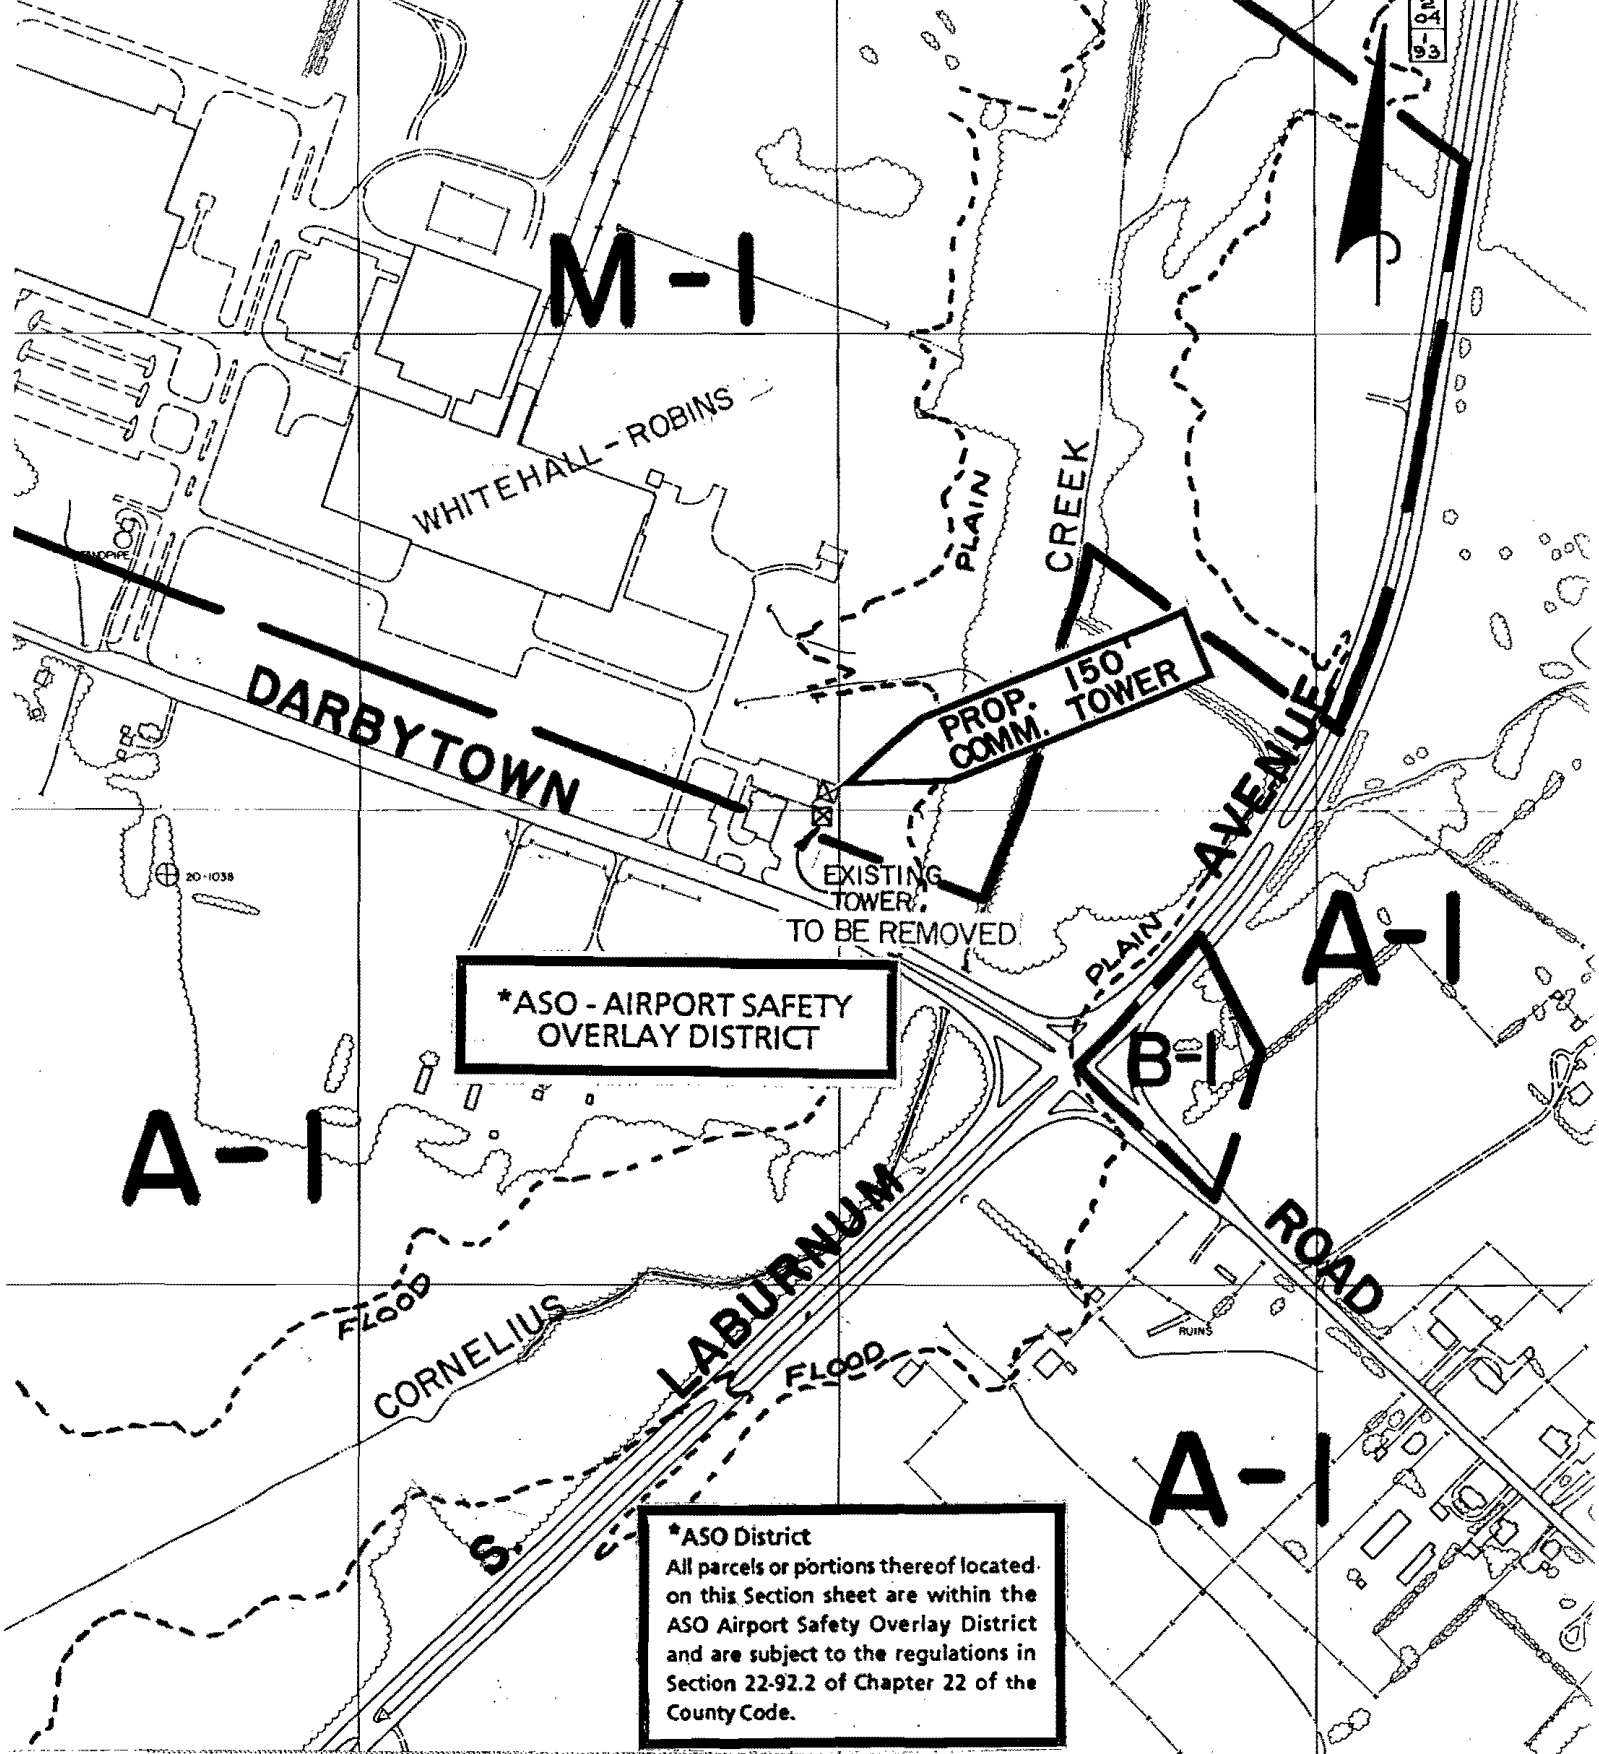 93
M-1
WHITEHALL-ROBINS
PLAIN
CREEK
DARBYTOWN
PROP. 150'
COMM. TOWER
AVENUE
20-1038
EXISTING
TOWER
TO BE REMOVED
PLAIN
A-1
*ASO - AIRPORT SAFETY
OVERLAY DISTRICT
B-1
A-1
LABURNUM
ROAD
FLOOD
CORNELIUS
RUINS
FLOOD
A-1
S.
*ASO District
All parcels or portions thereof located
on this Section sheet are within the
ASO Airport Safety Overlay District
and are subject to the regulations in
Section 22-92.2 of Chapter 22 of the
County Code.